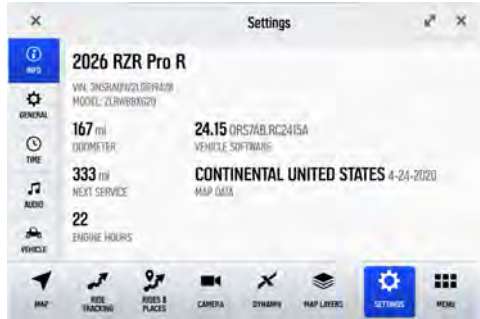 Settings
INFO
2026 RZR Pro R
MODEL:
GENERAL
167 mi
24.15
ODOMETER
VEHICLE SOFTWARE
TIME
333 mi
CONTINENTAL UNITED STATES 4-24-2020
NEXT SERVICE
MAP DATA
AUDIO
22
ENGINE HOURS
VEHICLE
MAP
RIDE TRACKING
RIDES & PLACES
CAMERA
DYNAMIX
MAP LAYERS
SETTINGS
MENU